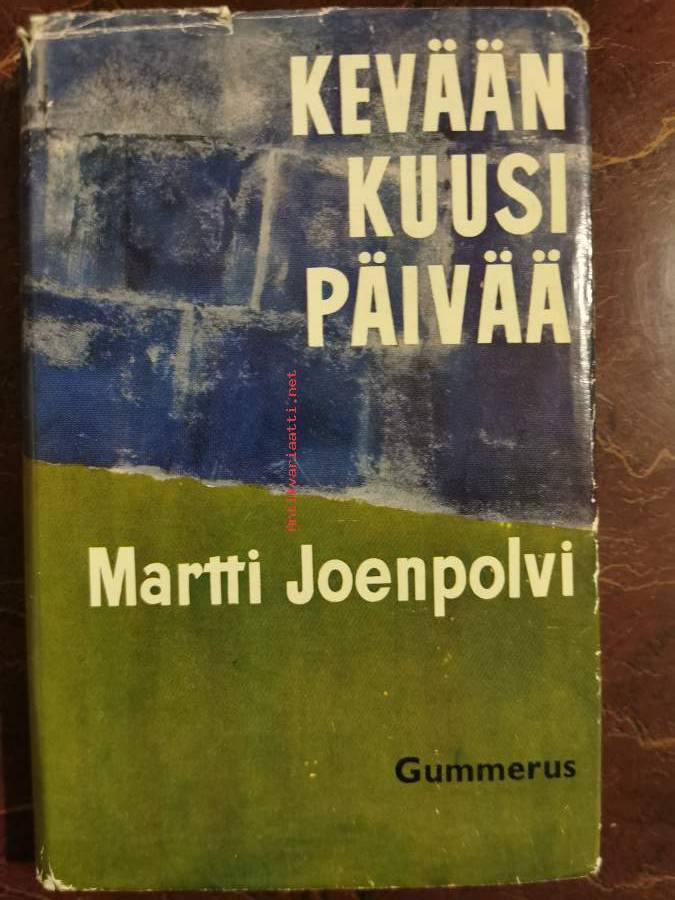 KEVÄÄN
KUUSI
PÄIVÄÄ
Antikvariaatti.net
Martti Joenpolvi
Gummerus